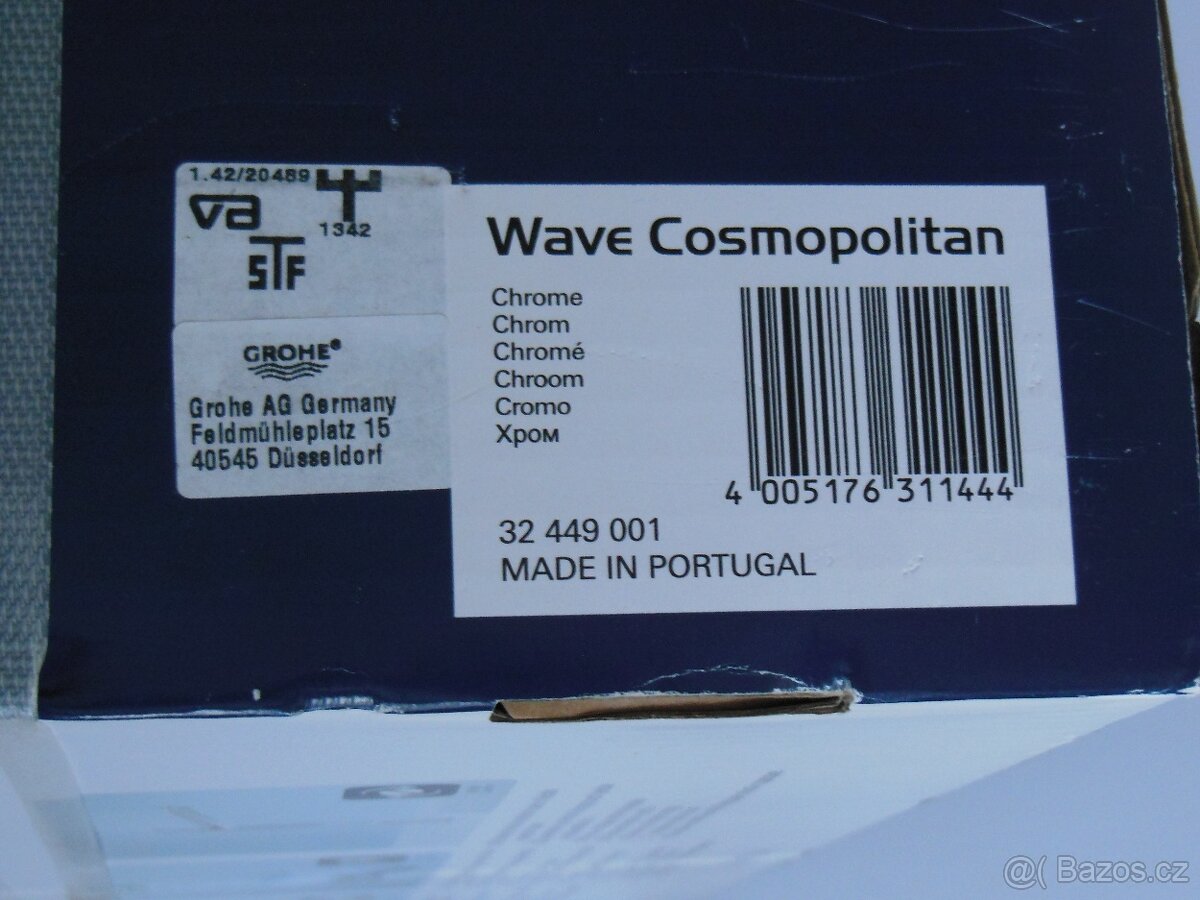 1.42/20489
va
1342
STF
GROHE
Grohe AG Germany
Feldmühleplatz 15
40545 Düsseldorf
Wave Cosmopolitan
Chrome
Chrom
Chromé
Chroom
Cromo
Хром
4 005176 311444
32 449 001
MADE IN PORTUGAL
@( Bazos.cz